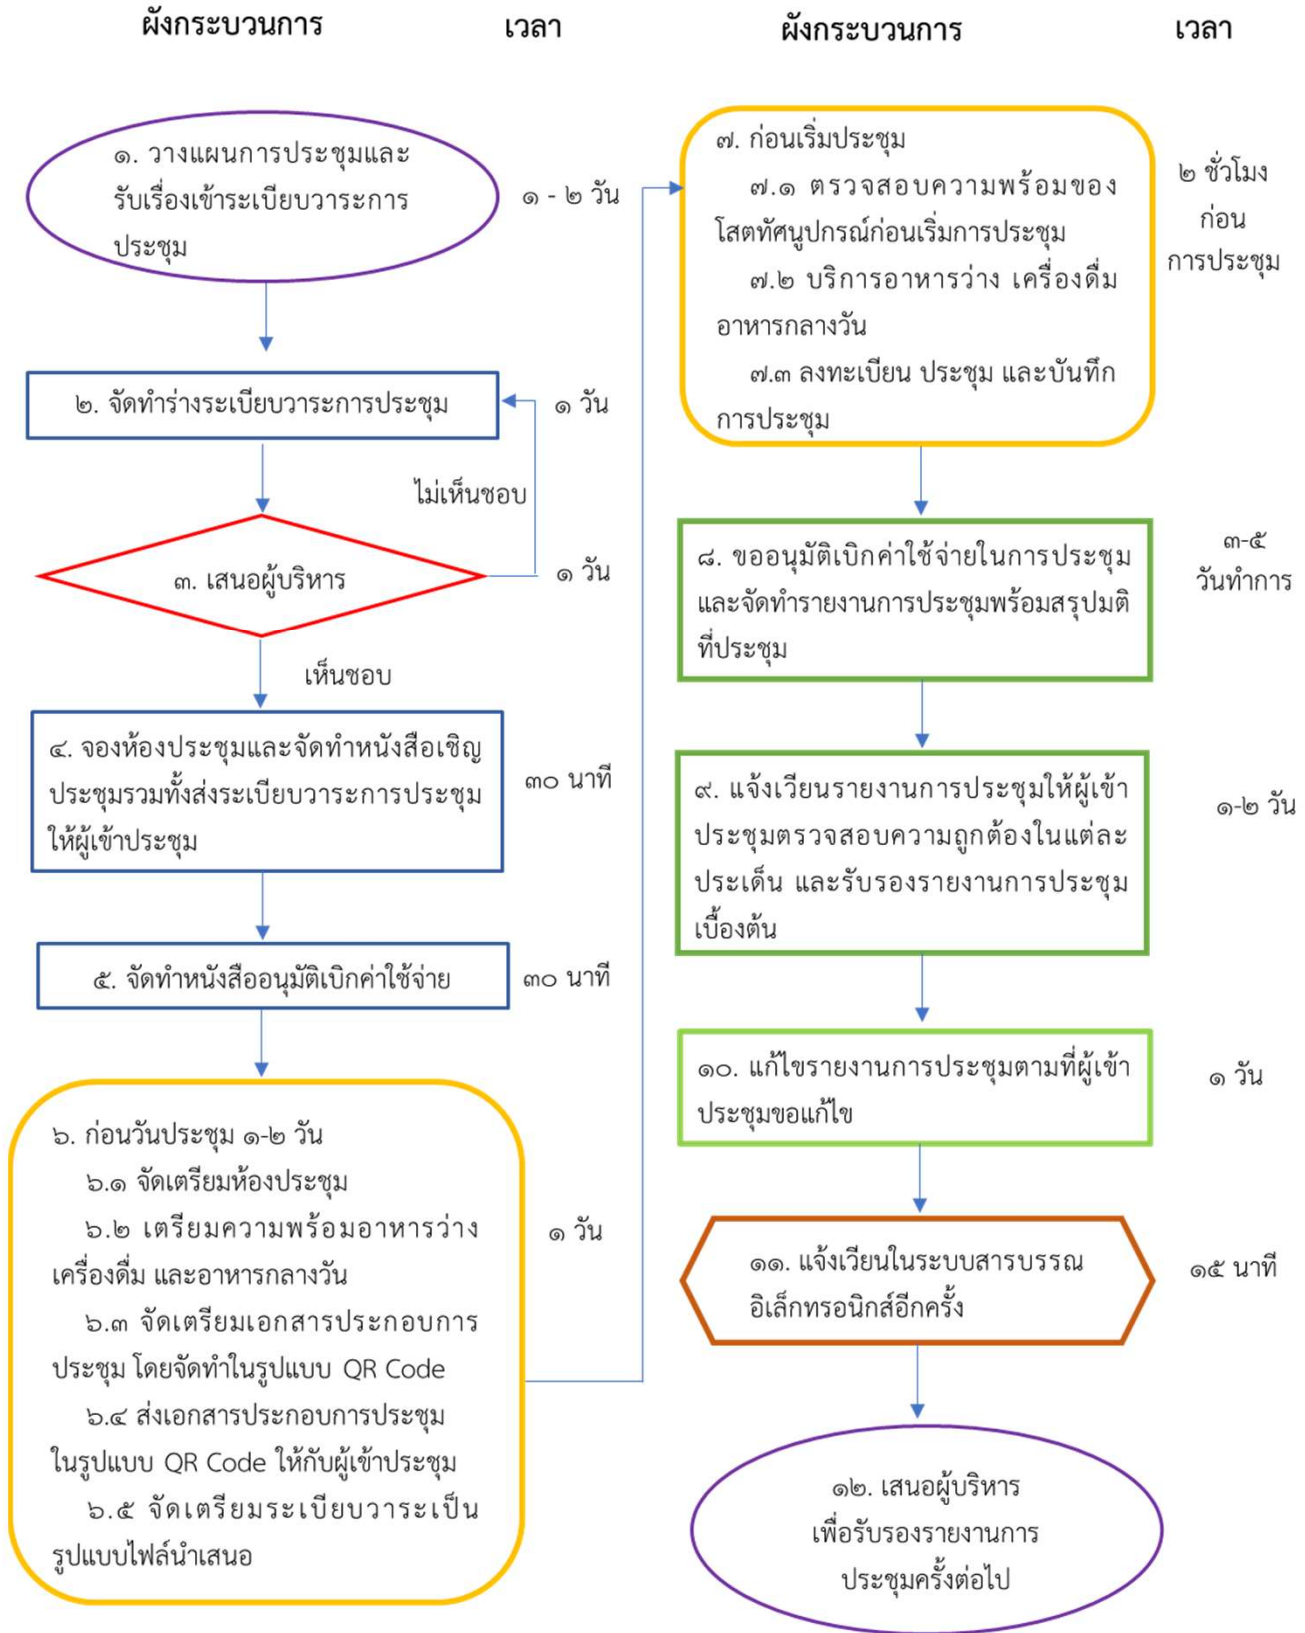 ผังกระบวนการ
เวลา
๑. วางแผนการประชุมและ
รับเรื่องเข้าระเบียบวาระการ
ประชุม
๑ - ๒ วัน
๒. จัดทำร่างระเบียบวาระการประชุม
๑ วัน
ไม่เห็นชอบ
๓. เสนอผู้บริหาร
๑ วัน
เห็นชอบ
๔. จองห้องประชุมและจัดทำหนังสือเชิญ
ประชุมรวมทั้งส่งระเบียบวาระการประชุม
ให้ผู้เข้าประชุม
๓๐ นาที
๕. จัดทำหนังสืออนุมัติเบิกค่าใช้จ่าย
๓๐ นาที
๖. ก่อนวันประชุม ๑-๒ วัน
๖.๑ จัดเตรียมห้องประชุม
๖.๒ เตรียมความพร้อมอาหารว่าง
เครื่องดื่ม และอาหารกลางวัน
๖.๓ จัดเตรียมเอกสารประกอบการ
ประชุม โดยจัดทำในรูปแบบ QR Code
๖.๔ ส่งเอกสารประกอบการประชุม
ในรูปแบบ QR Code ให้กับผู้เข้าประชุม
๖.๕ จัดเตรียมระเบียบวาระเป็น
รูปแบบไฟล์นำเสนอ
๑ วัน
ผังกระบวนการ
เวลา
๗. ก่อนเริ่มประชุม
๗.๑ ตรวจสอบความพร้อมของ
โสตทัศนูปกรณ์ก่อนเริ่มการประชุม
๗.๒ บริการอาหารว่าง เครื่องดื่ม
อาหารกลางวัน
๗.๓ ลงทะเบียน ประชุม และบันทึก
การประชุม
๒ ชั่วโมง
ก่อน
การประชุม
๘. ขออนุมัติเบิกค่าใช้จ่ายในการประชุม
และจัดทำรายงานการประชุมพร้อมสรุปมติ
ที่ประชุม
๓-๕
วันทำการ
๙. แจ้งเวียนรายงานการประชุมให้ผู้เข้า
ประชุมตรวจสอบความถูกต้องในแต่ละ
ประเด็น และรับรองรายงานการประชุม
เบื้องต้น
๑-๒ วัน
๑๐. แก้ไขรายงานการประชุมตามที่ผู้เข้า
ประชุมขอแก้ไข
๑ วัน
๑๑. แจ้งเวียนในระบบสารบรรณ
อิเล็กทรอนิกส์อีกครั้ง
๑๕ นาที
๑๒. เสนอผู้บริหาร
เพื่อรับรองรายงานการ
ประชุมครั้งต่อไป